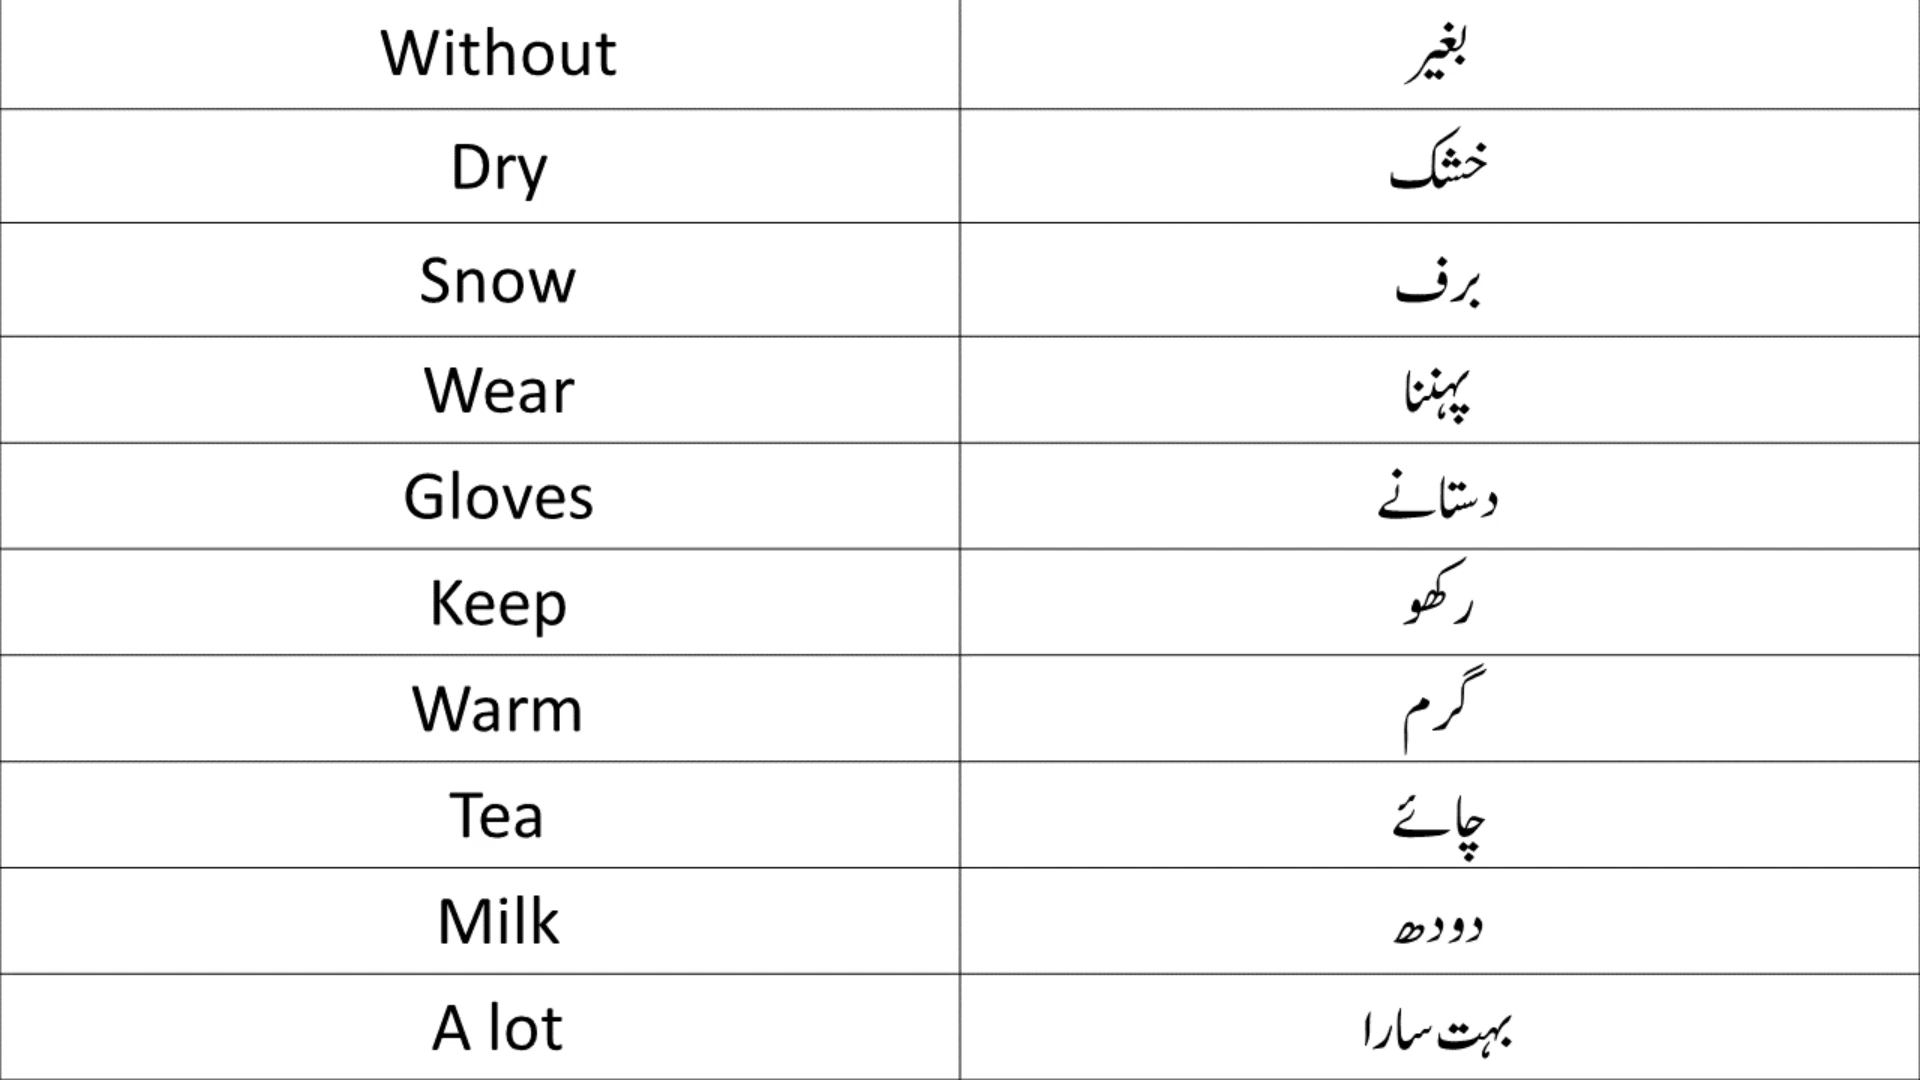 Without بغیر
Dry خشک
Snow برف
Wear پہننا
Gloves دستانے
Keep رکھو
Warm گرم
Tea چائے
Milk دودھ
A lot بہت سارا